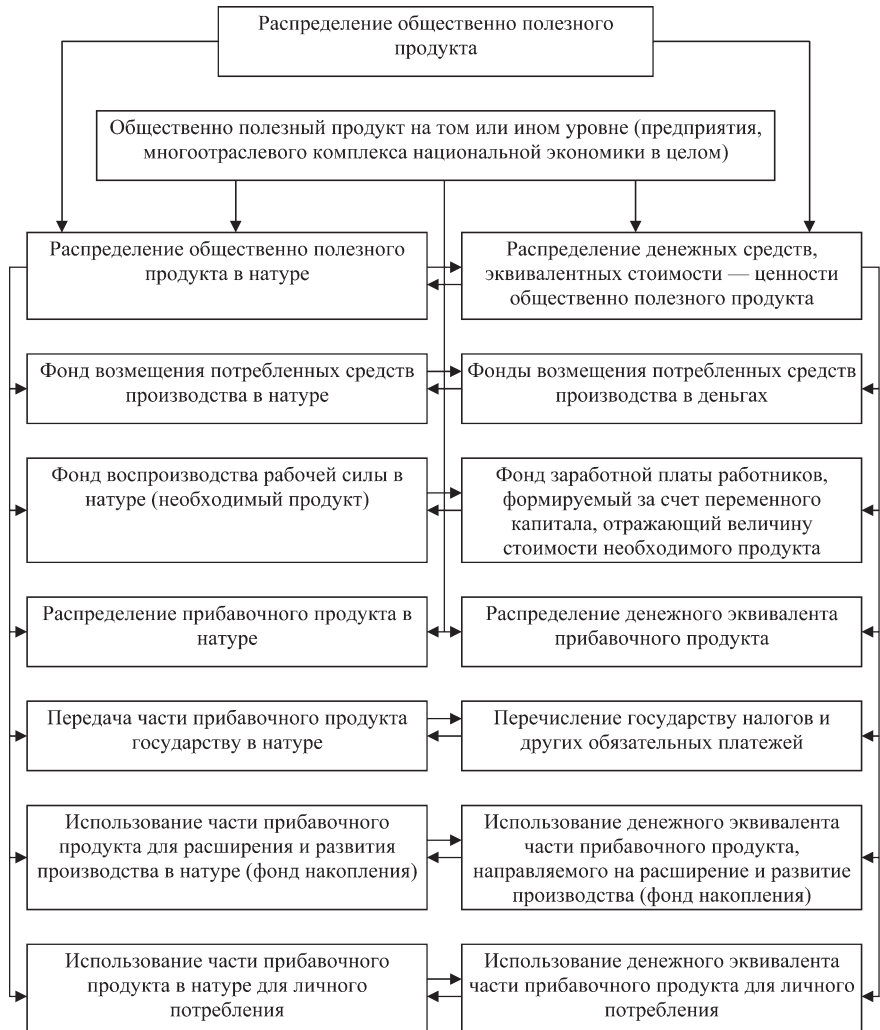 Распределение общественно полезного
продукта
Общественно полезный продукт на том или ином уровне (предприятия,
многоотраслевого комплекса национальной экономики в целом)
Распределение общественно полезного
продукта в натуре
Распределение денежных средств,
эквивалентных стоимости — ценности
общественно полезного продукта
Фонд возмещения потребленных средств
производства в натуре
Фонды возмещения потребленных средств
производства в деньгах
Фонд воспроизводства рабочей силы в
натуре (необходимый продукт)
Фонд заработной платы работников,
формируемый за счет переменного
капитала, отражающий величину
стоимости необходимого продукта
Распределение прибавочного продукта в
натуре
Распределение денежного эквивалента
прибавочного продукта
Передача части прибавочного продукта
государству в натуре
Перечисление государству налогов и
других обязательных платежей
Использование части прибавочного
продукта для расширения и развития
производства в натуре (фонд накопления)
Использование денежного эквивалента
части прибавочного продукта,
направляемого на расширение и развитие
производства (фонд накопления)
Использование части прибавочного
продукта в натуре для личного
потребления
Использование денежного эквивалента
части прибавочного продукта для личного
потребления